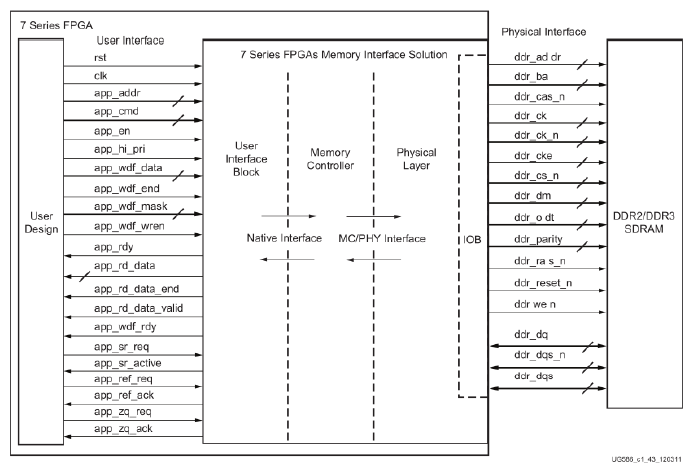 7 Series FPGA
User Interface
Physical Interface
rst
clk
app_addr
app_cmd
app_en
app_hi_pri
app_wdf_data
app_wdf_end
app_wdf_mask
app_wdf_wren
app_rdy
app_rd_data
app_rd_data_end
app_rd_data_valid
app_wdf_rdy
app_sr_req
app_sr_active
app_ref_req
app_ref_ack
app_zq_req
app_zq_ack
User
Design
7 Series FPGAs Memory Interface Solution
User
Interface
Block
Memory
Controller
Physical
Layer
Native Interface
MC/PHY Interface
IOB
ddr_ad dr
ddr_ba
ddr_cas_n
ddr_ck
ddr_ck_n
ddr_cke
ddr_cs_n
ddr_dm
ddr_o dt
ddr_parity
ddr_ra s_n
ddr_reset_n
ddr we n
ddr_dq
ddr_dqs_n
ddr_dqs
DDR2/DDR3
SDRAM
UG586_c1_43_120311